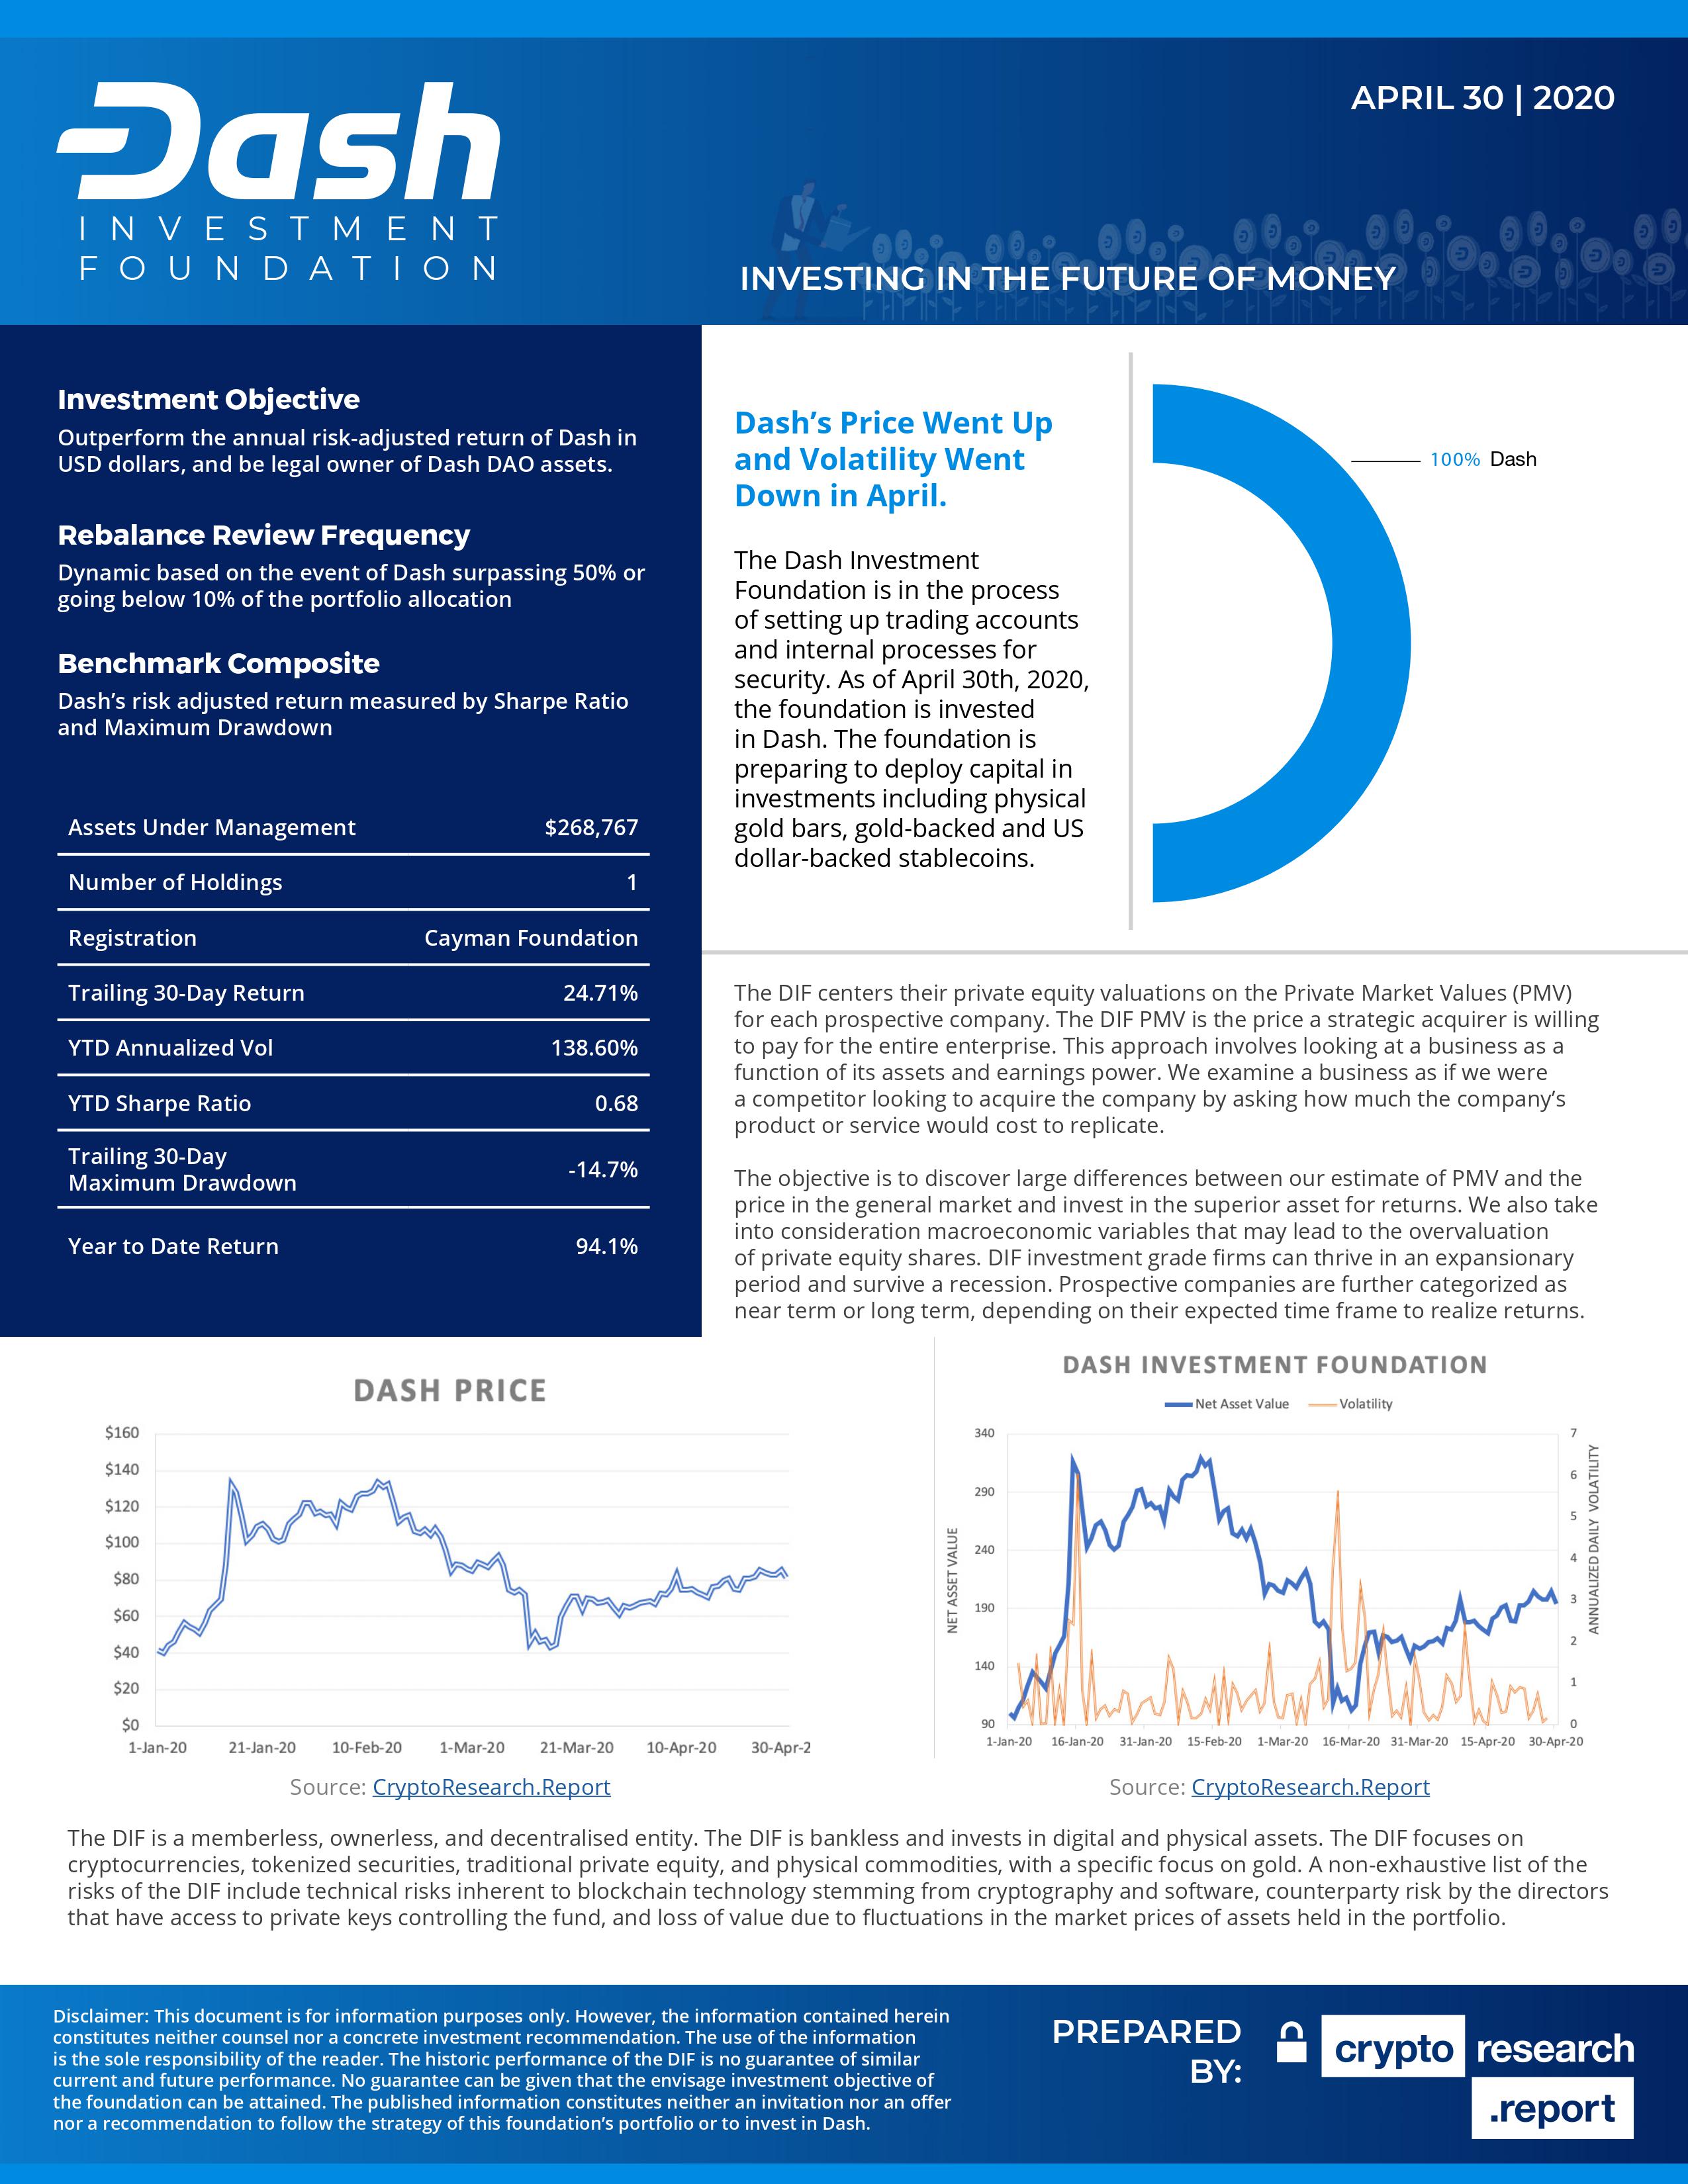 Dash
INVESTMENT
FOUNDATION
APRIL 30 | 2020
INVESTING IN THE FUTURE OF MONEY
Investment Objective
Outperform the annual risk-adjusted return of Dash in
USD dollars, and be legal owner of Dash DAO assets.
Rebalance Review Frequency
Dynamic based on the event of Dash surpassing 50% or
going below 10% of the portfolio allocation
Benchmark Composite
Dash's risk adjusted return measured by Sharpe Ratio
and Maximum Drawdown
Assets Under Management $268,767
Number of Holdings 1
Registration Cayman Foundation
Trailing 30-Day Return 24.71%
YTD Annualized Vol 138.60%
YTD Sharpe Ratio 0.68
Trailing 30-Day
Maximum Drawdown -14.7%
Year to Date Return 94.1%
Dash's Price Went Up
and Volatility Went
Down in April.
The Dash Investment
Foundation is in the process
of setting up trading accounts
and internal processes for
security. As of April 30th, 2020,
the foundation is invested
in Dash. The foundation is
preparing to deploy capital in
investments including physical
gold bars, gold-backed and US
dollar-backed stablecoins.
100% Dash
The DIF centers their private equity valuations on the Private Market Values (PMV)
for each prospective company. The DIF PMV is the price a strategic acquirer is willing
to pay for the entire enterprise. This approach involves looking at a business as a
function of its assets and earnings power. We examine a business as if we were
a competitor looking to acquire the company by asking how much the company's
product or service would cost to replicate.
The objective is to discover large differences between our estimate of PMV and the
price in the general market and invest in the superior asset for returns. We also take
into consideration macroeconomic variables that may lead to the overvaluation
of private equity shares. DIF investment grade firms can thrive in an expansionary
period and survive a recession. Prospective companies are further categorized as
near term or long term, depending on their expected time frame to realize returns.
DASH PRICE
$160
$140
$120
$100
$80
$60
$40
$20
$0
1-Jan-20 21-Jan-20 10-Feb-20 1-Mar-20 21-Mar-20 10-Apr-20 30-Apr-2
Source: CryptoResearch.Report
DASH INVESTMENT FOUNDATION
Net Asset Value Volatility
NET ASSET VALUE
340
290
240
190
140
90
7
6
5
4
3
2
1
0
ANNUALIZED DAILY VOLATILITY
1-Jan-20 16-Jan-20 31-Jan-20 15-Feb-20 1-Mar-20 16-Mar-20 31-Mar-20 15-Apr-20 30-Apr-20
Source: CryptoResearch.Report
The DIF is a memberless, ownerless, and decentralised entity. The DIF is bankless and invests in digital and physical assets. The DIF focuses on
cryptocurrencies, tokenized securities, traditional private equity, and physical commodities, with a specific focus on gold. A non-exhaustive list of the
risks of the DIF include technical risks inherent to blockchain technology stemming from cryptography and software, counterparty risk by the directors
that have access to private keys controlling the fund, and loss of value due to fluctuations in the market prices of assets held in the portfolio.
Disclaimer: This document is for information purposes only. However, the information contained herein
constitutes neither counsel nor a concrete investment recommendation. The use of the information
is the sole responsibility of the reader. The historic performance of the DIF is no guarantee of similar
current and future performance. No guarantee can be given that the envisage investment objective of
the foundation can be attained. The published information constitutes neither an invitation nor an offer
nor a recommendation to follow the strategy of this foundation's portfolio or to invest in Dash.
PREPARED
BY:
crypto research
.report